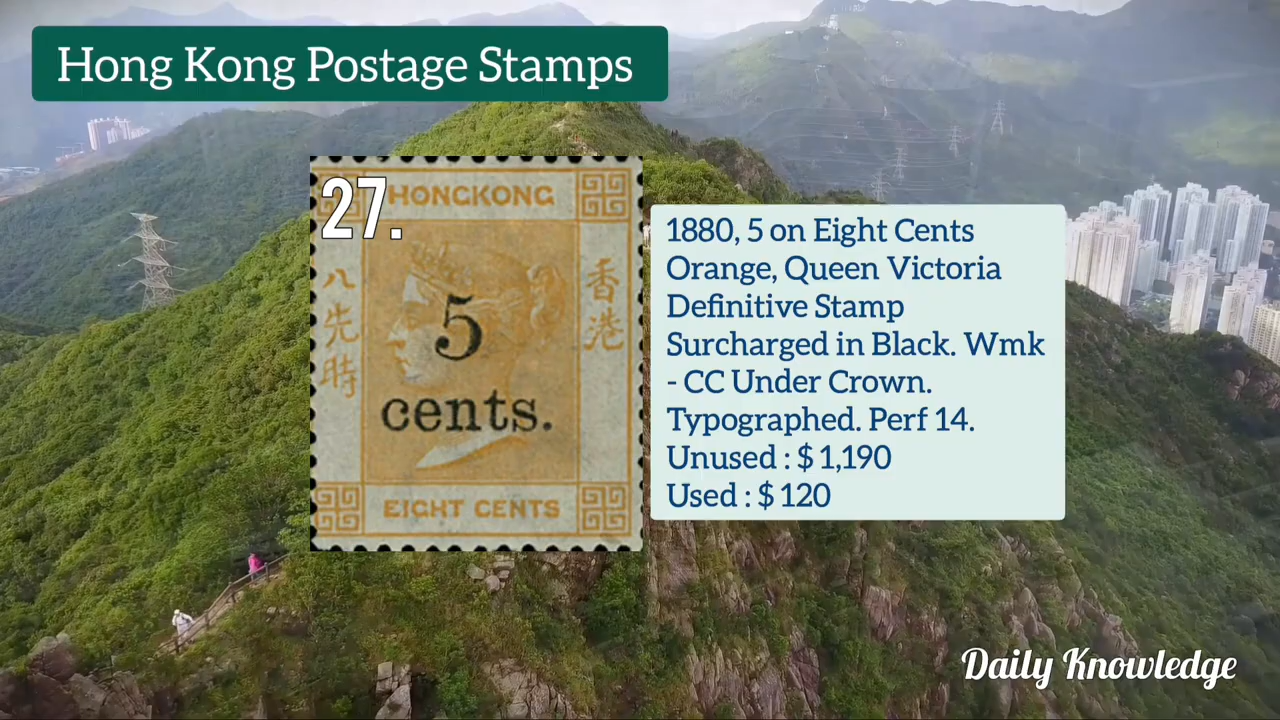 Hong Kong Postage Stamps
27.
HONGKONG
八先時
香港
5
cents.
EIGHT CENTS
1880, 5 on Eight Cents
Orange, Queen Victoria
Definitive Stamp
Surcharged in Black. Wmk
- CC Under Crown.
Typographed. Perf 14.
Unused : $ 1,190
Used : $ 120
Daily Knowledge